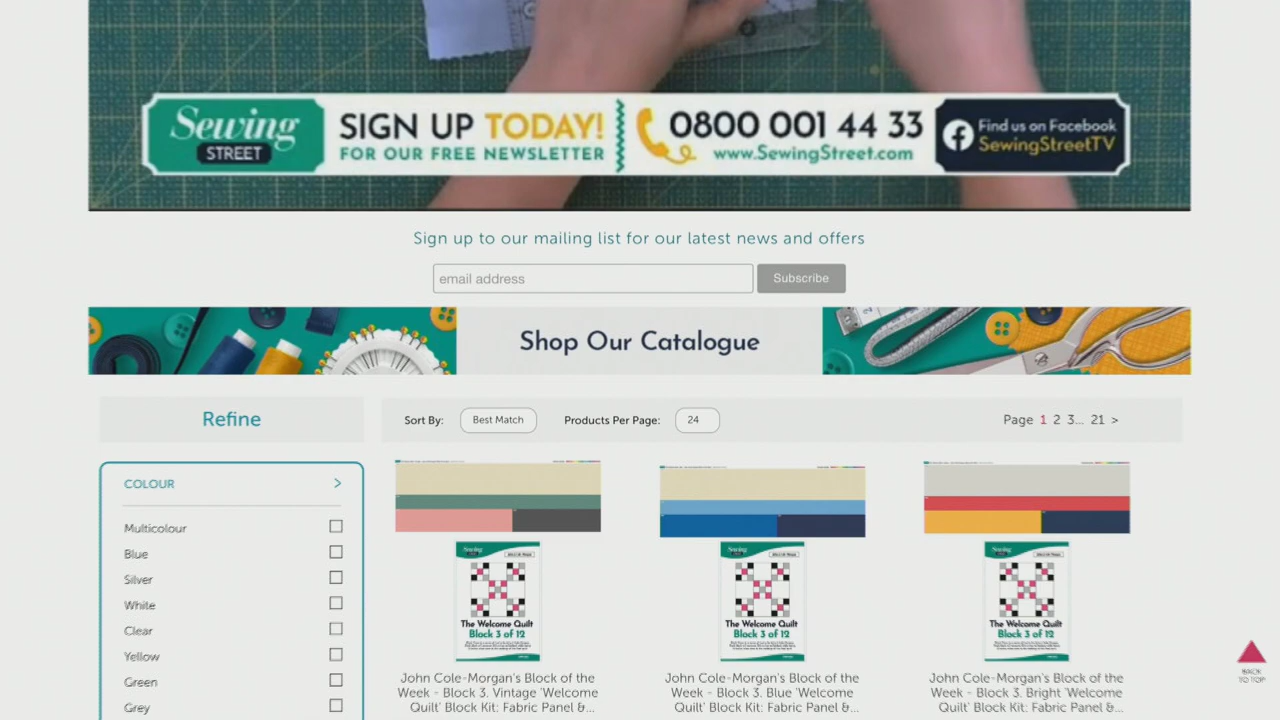 Sewing
STREET
SIGN UP TODAY!
FOR OUR FREE NEWSLETTER
0800 001 44 33
www.SewingStreet.com
Find us on Facebook
SewingStreetTV
Sign up to our mailing list for our latest news and offers
email address
Subscribe
Shop Our Catalogue
Refine
Sort By: Best Match Products Per Page: 24 Page 1 2 3... 21 >
COLOUR >
Multicolour
Blue
Silver
White
Clear
Yellow
Green
Grey
Sewing
The Welcome Quilt
Block 3 of 12
John Cole-Morgan's Block of the
Week - Block 3. Vintage 'Welcome
Quilt' Block Kit: Fabric Panel &...
Sewing
The Welcome Quilt
Block 3 of 12
John Cole-Morgan's Block of the
Week - Block 3. Blue 'Welcome
Quilt' Block Kit: Fabric Panel &...
Sewing
The Welcome Quilt
Block 3 of 12
John Cole-Morgan's Block of the
Week - Block 3. Bright 'Welcome
Quilt' Block Kit: Fabric Panel &...
BACK
TO TOP